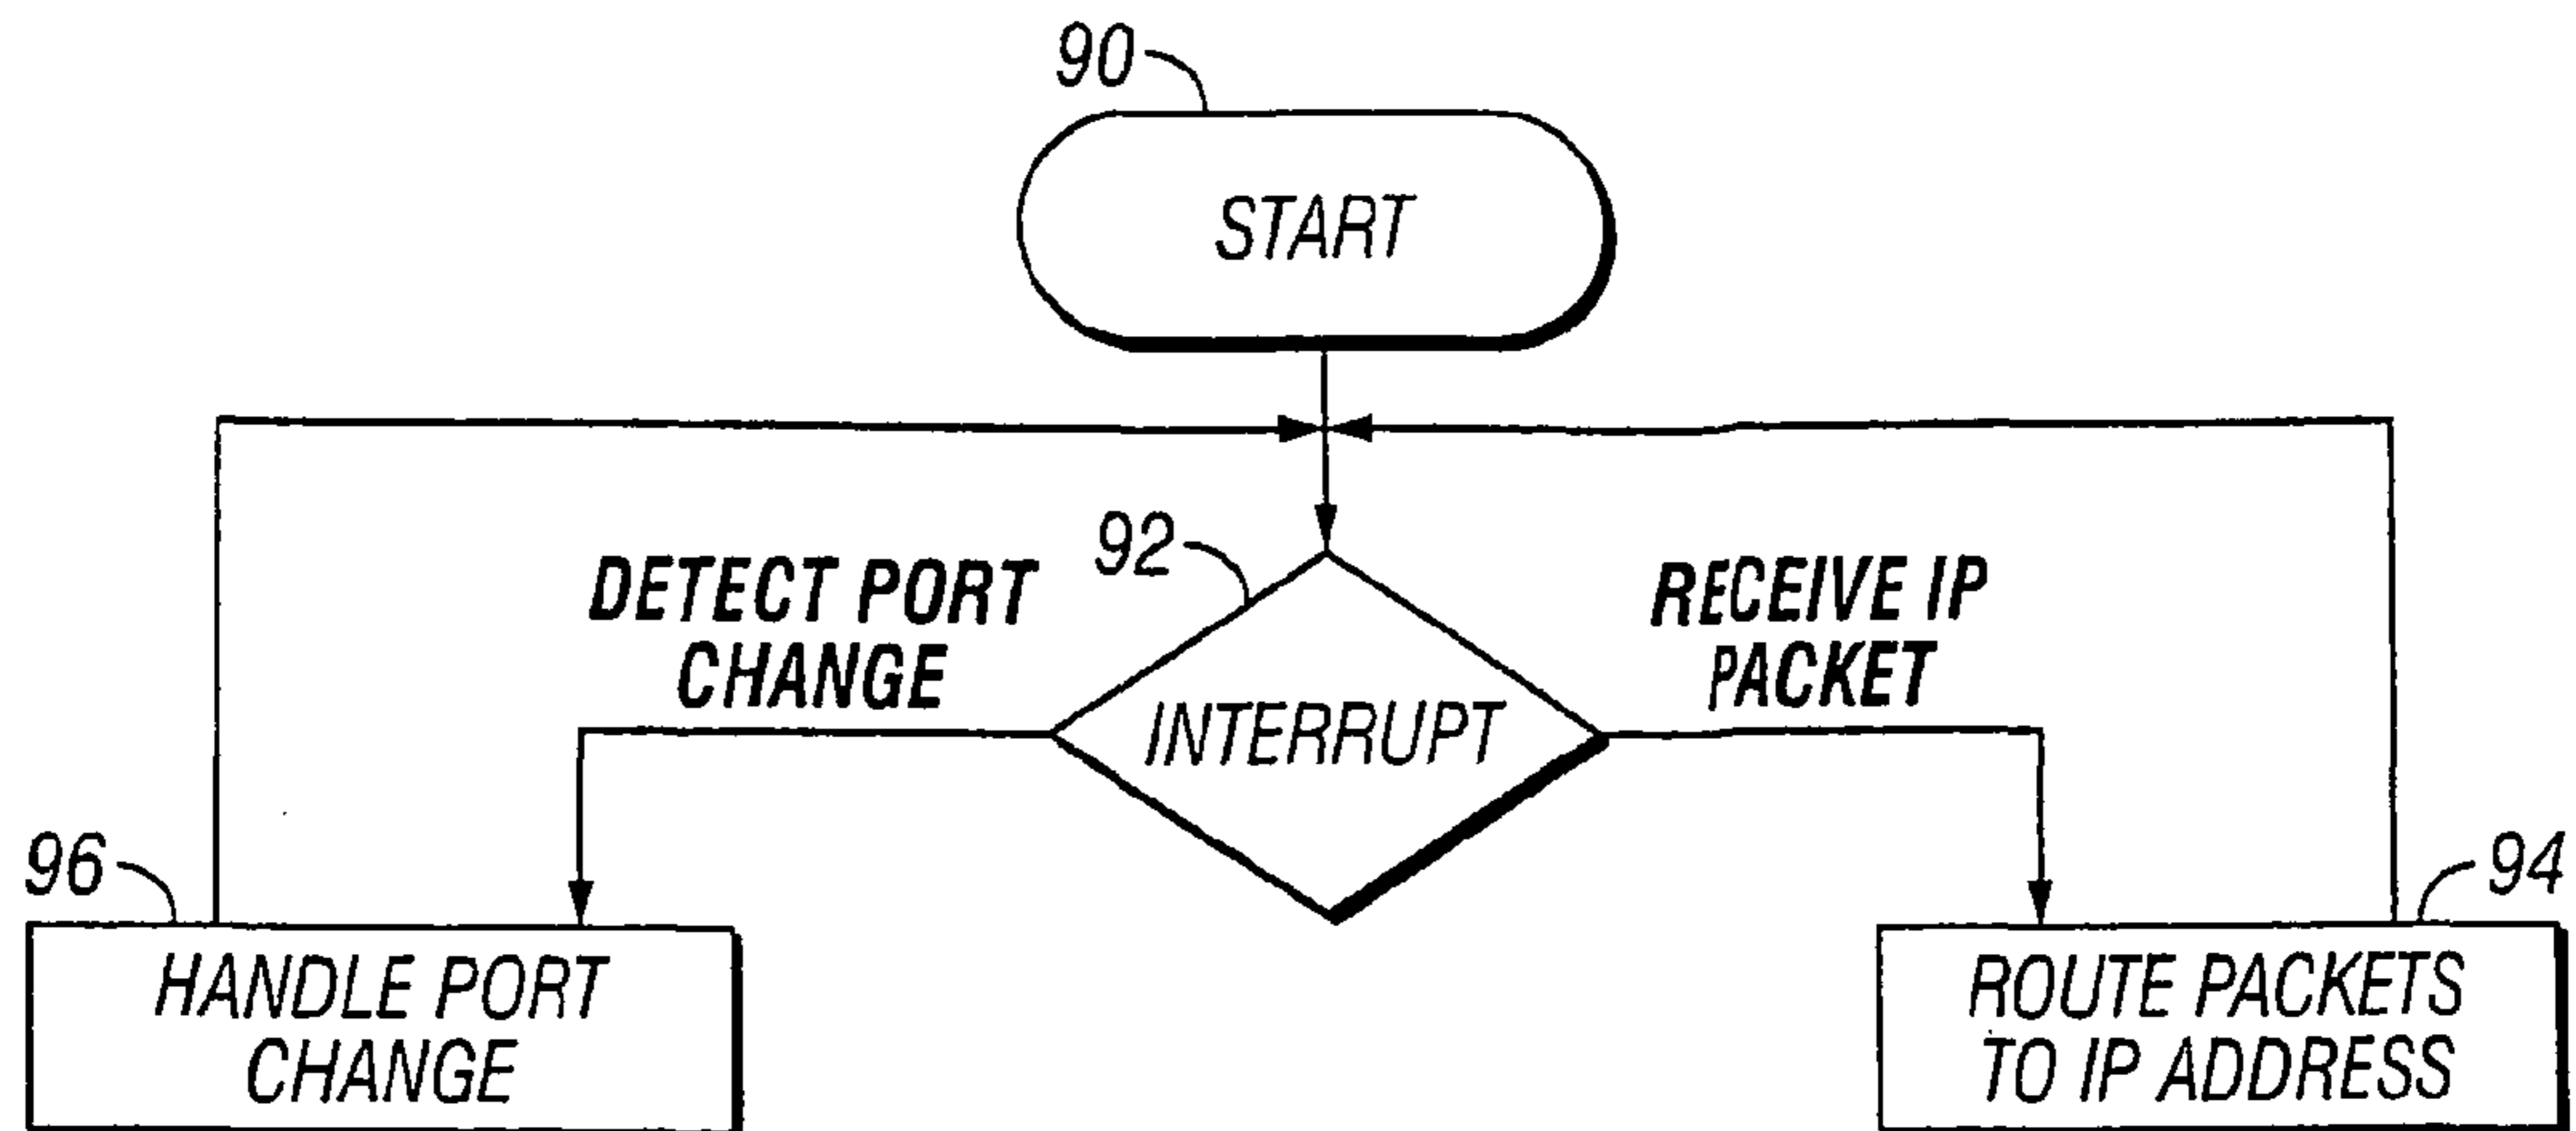 90
START
92
DETECT PORT
CHANGE
RECEIVE IP
PACKET
INTERRUPT
96
94
HANDLE PORT
CHANGE
ROUTE PACKETS
TO IP ADDRESS